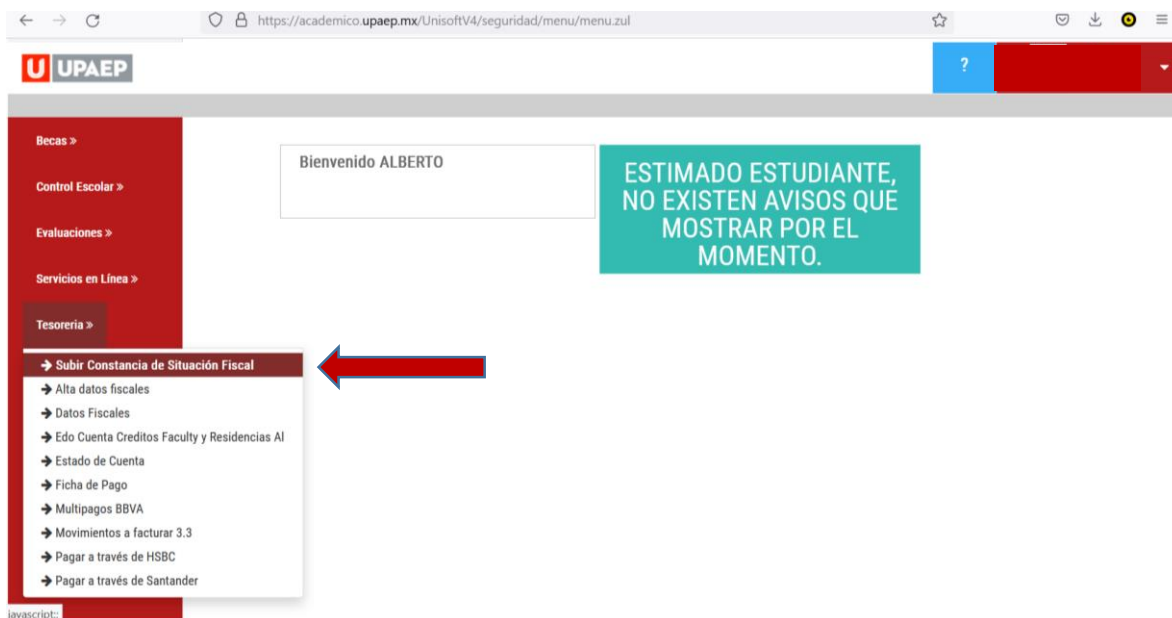 https://academico.upaep.mx/UnisoftV4/seguridad/menu/menu.zul
U UPAEP
?
Becas »
Control Escolar »
Evaluaciones »
Servicios en Línea »
Tesoreria »
Bienvenido ALBERTO
ESTIMADO ESTUDIANTE,
NO EXISTEN AVISOS QUE
MOSTRAR POR EL
MOMENTO.
Subir Constancia de Situación Fiscal
Alta datos fiscales
Datos Fiscales
Edo Cuenta Creditos Faculty y Residencias Al
Estado de Cuenta
Ficha de Pago
Multipagos BBVA
Movimientos a facturar 3.3
Pagar a través de HSBC
Pagar a través de Santander
javascript:;